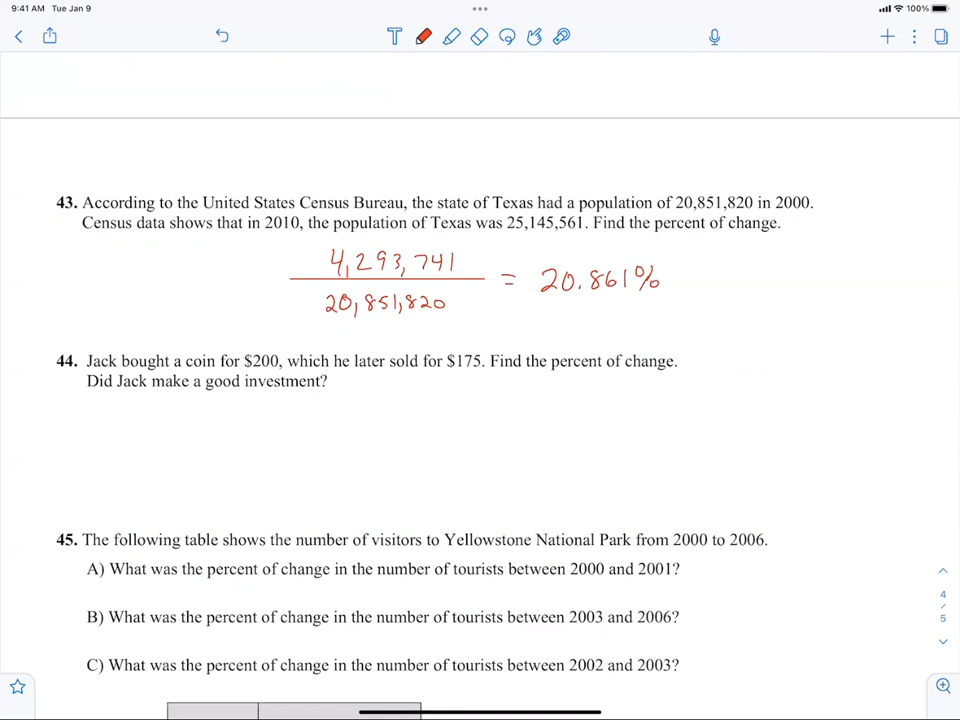 9:41 AM Tue Jan 9
100%
43. According to the United States Census Bureau, the state of Texas had a population of 20,851,820 in 2000.
Census data shows that in 2010, the population of Texas was 25,145,561. Find the percent of change.
4,293,741
20,851,820
= 20.861%
44. Jack bought a coin for $200, which he later sold for $175. Find the percent of change.
Did Jack make a good investment?
45. The following table shows the number of visitors to Yellowstone National Park from 2000 to 2006.
A) What was the percent of change in the number of tourists between 2000 and 2001?
B) What was the percent of change in the number of tourists between 2003 and 2006?
C) What was the percent of change in the number of tourists between 2002 and 2003?
4
/
5